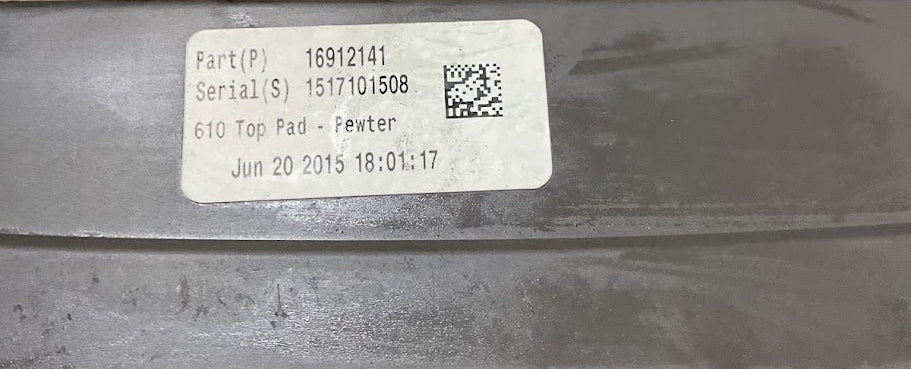 Part(P) 16912141
Serial(S) 1517101508
610 Top Pad - Pewter
Jun 20 2015 18:01:17